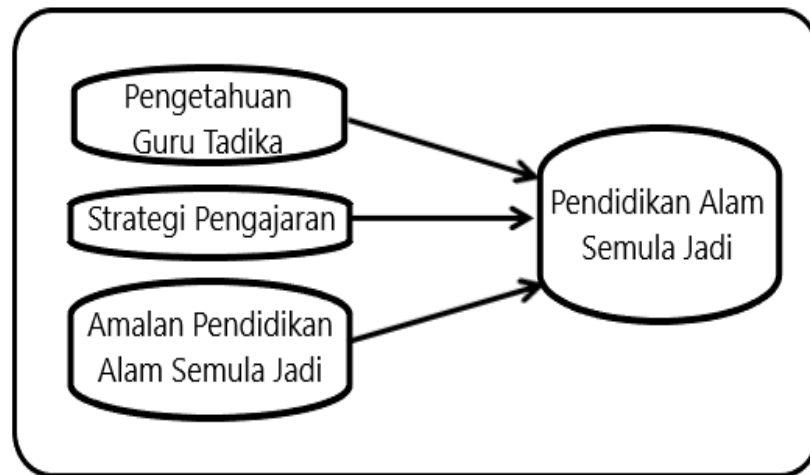 Pengetahuan
Guru Tadika
Strategi Pengajaran
Amalan Pendidikan
Alam Semula Jadi
Pendidikan Alam
Semula Jadi